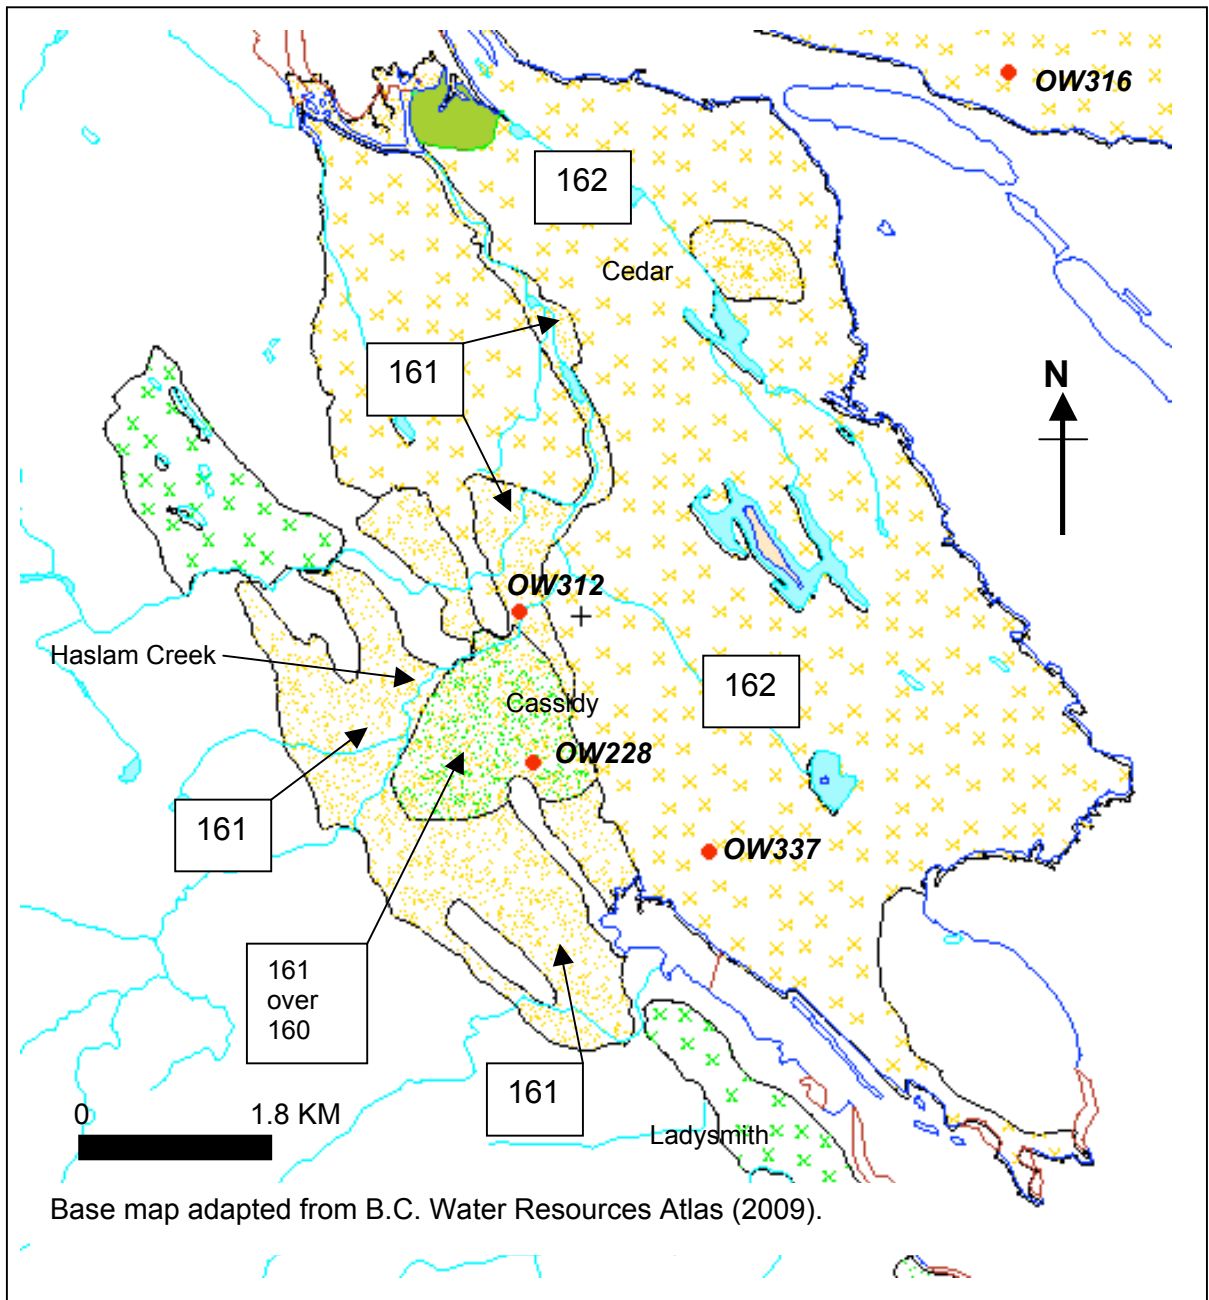 OW316
162
Cedar
161
N
OW312
Haslam Creek
162
Cassidy
OW228
161
OW337
161
over
160
161
0 1.8 KM
Ladysmith
Base map adapted from B.C. Water Resources Atlas (2009).